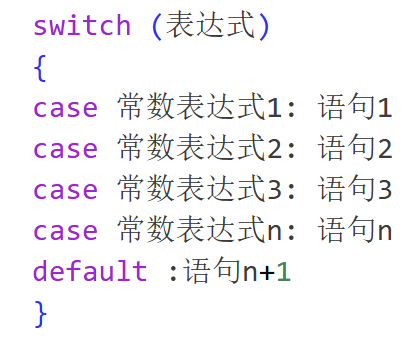 switch (表达式)
{
case 常数表达式1: 语句1
case 常数表达式2: 语句2
case 常数表达式3: 语句3
case 常数表达式n: 语句n
default :语句n+1
}